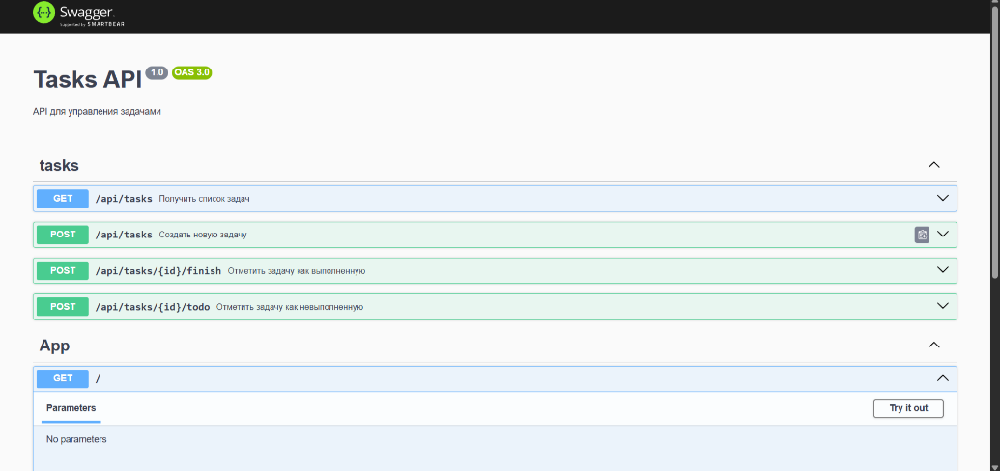 Swagger.
Supported by SMARTBEAR
Tasks API 1.0 OAS 3.0
API для управления задачами
tasks
GET /api/tasks Получить список задач
POST /api/tasks Создать новую задачу
POST /api/tasks/{id}/finish Отметить задачу как выполненную
POST /api/tasks/{id}/todo Отметить задачу как невыполненную
App
GET /
Parameters Try it out
No parameters